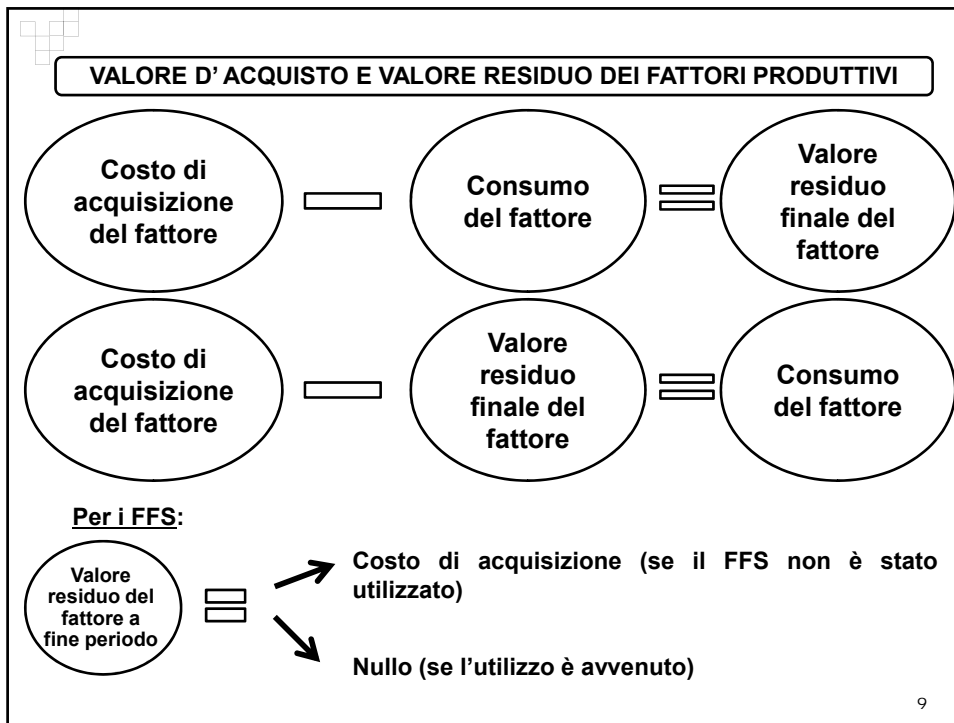 VALORE D’ ACQUISTO E VALORE RESIDUO DEI FATTORI PRODUTTIVI
Costo di
acquisizione
del fattore
Consumo
del fattore
Valore
residuo
finale del
fattore
Costo di
acquisizione
del fattore
Valore
residuo
finale del
fattore
Consumo
del fattore
Per i FFS:
Valore
residuo del
fattore a
fine periodo
Costo di acquisizione (se il FFS non è stato
utilizzato)
Nullo (se l’utilizzo è avvenuto)
9